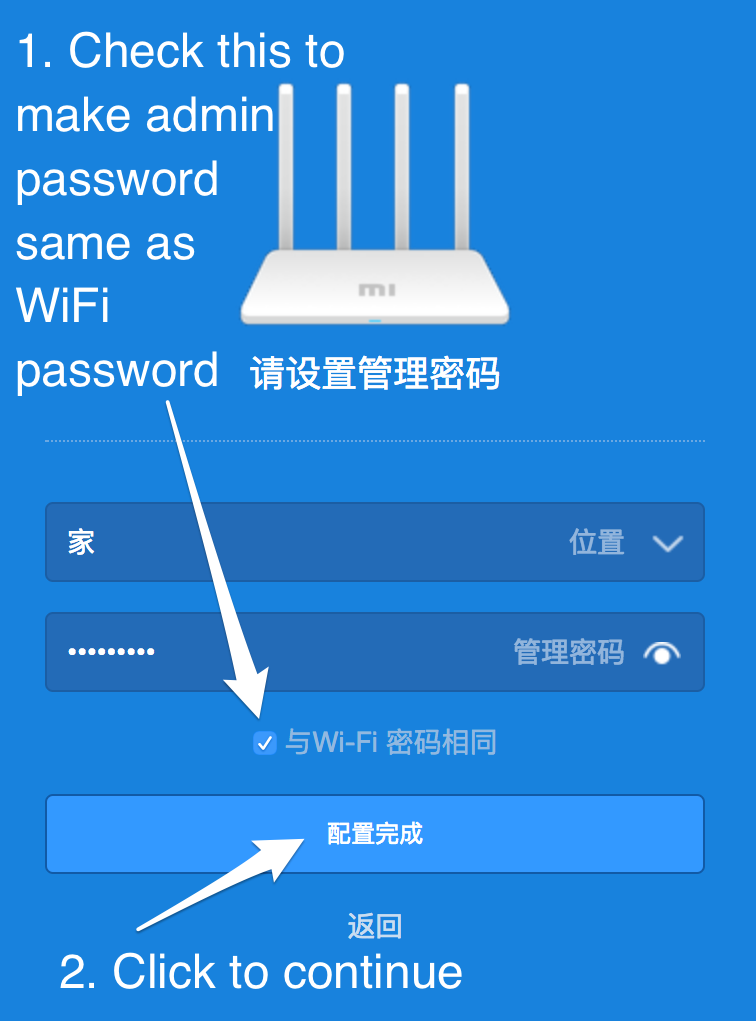 1. Check this to
make admin
password
same as
WiFi
password
mi
请设置管理密码
家 位置
••••••••• 管理密码
与Wi-Fi 密码相同
配置完成
返回
2. Click to continue